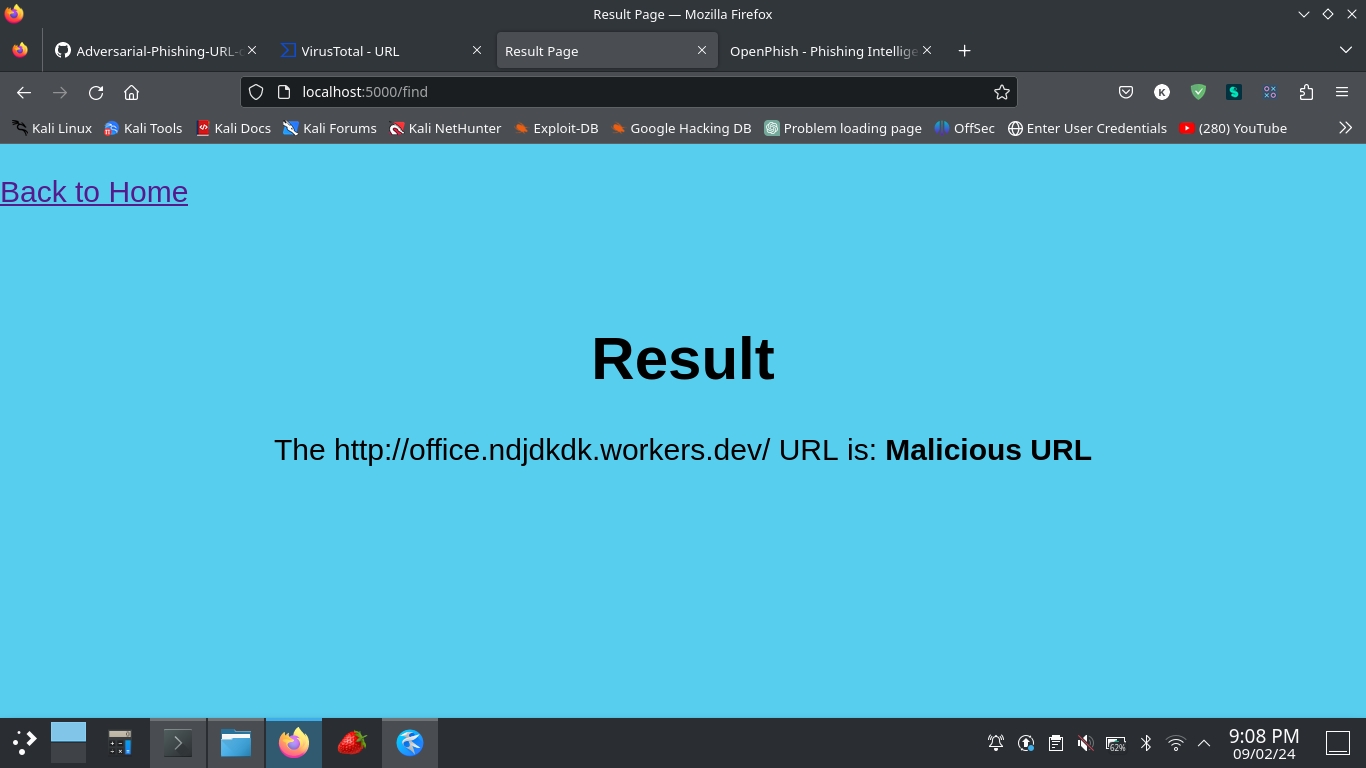 Result Page — Mozilla Firefox
Adversarial-Phishing-URL-c
VirusTotal - URL
Result Page
OpenPhish - Phishing Intellige
localhost:5000/find
K
Kali Linux
Kali Tools
Kali Docs
Kali Forums
Kali NetHunter
Exploit-DB
Google Hacking DB
Problem loading page
OffSec
Enter User Credentials
(280) YouTube
Back to Home
Result
The http://office.ndjdkdk.workers.dev/ URL is: Malicious URL
62%
9:08 PM
09/02/24